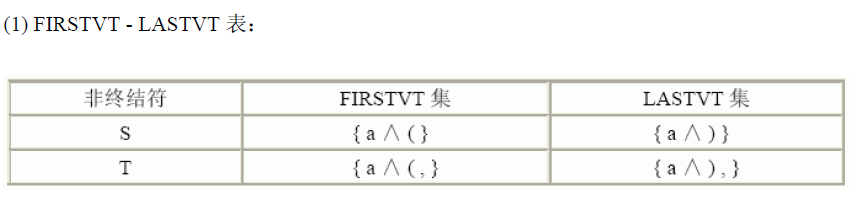 (1) FIRSTVT - LASTVT 表：
非终结符 FIRSTVT 集 LASTVT 集
S { a ∧ ( } { a ∧ ) }
T { a ∧ ( , } { a ∧ ) , }